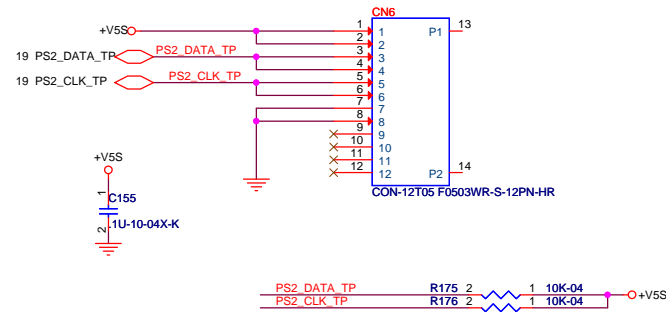 CN6
+V5S 1 1 P1 13
2 2
19 PS2_DATA_TP PS2_DATA_TP 3 3
4 4
19 PS2_CLK_TP PS2_CLK_TP 5 5
6 6
7 7
8 8
9 9
10 10
11 11
12 12 P2 14
CON-12T05 F0503WR-S-12PN-HR
+V5S
1
C155
.1U-10-04X-K
2
PS2_DATA_TP R175 2 1 10K-04
+V5S
PS2_CLK_TP R176 2 1 10K-04